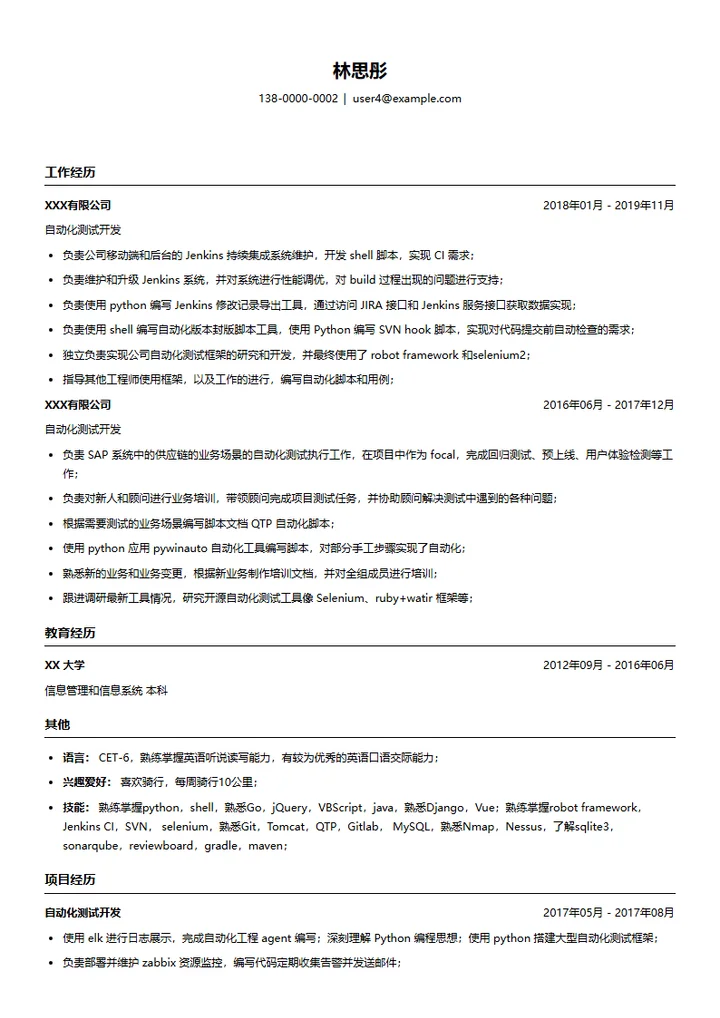 林思彤
138-0000-0002 | user4@example.com
工作经历
XXX有限公司 2018年01月 - 2019年11月
自动化测试开发
• 负责公司移动端和后台的 Jenkins 持续集成系统维护，开发 shell 脚本，实现 CI 需求；
• 负责维护和升级 Jenkins 系统，并对系统进行性能调优，对 build 过程出现的问题进行支持；
• 负责使用 python 编写 Jenkins 修改记录导出工具，通过访问 JIRA 接口和 Jenkins 服务接口获取数据实现；
• 负责使用 shell 编写自动化版本封版脚本工具，使用 Python 编写 SVN hook 脚本，实现对代码提交前自动检查的需求；
• 独立负责实现公司自动化测试框架的研究和开发，并最终使用了 robot framework 和selenium2；
• 指导其他工程师使用框架，以及工作的进行，编写自动化脚本和用例；
XXX有限公司 2016年06月 - 2017年12月
自动化测试开发
• 负责 SAP 系统中的供应链的业务场景的自动化测试执行工作，在项目中作为 focal，完成回归测试、预上线、用户体验检测等工
作；
• 负责对新人和顾问进行业务培训，带领顾问完成项目测试任务，并协助顾问解决测试中遇到的各种问题；
• 根据需要测试的业务场景编写脚本文档 QTP 自动化脚本；
• 使用 python 应用 pywinauto 自动化工具编写脚本，对部分手工步骤实现了自动化；
• 熟悉新的业务和业务变更，根据新业务制作培训文档，并对全组成员进行培训；
• 跟进调研最新工具情况，研究开源自动化测试工具像 Selenium、ruby+watir 框架等；
教育经历
XX 大学 2012年09月 - 2016年06月
信息管理和信息系统 本科
其他
• 语言： CET-6，熟练掌握英语听说读写能力，有较为优秀的英语口语交际能力；
• 兴趣爱好： 喜欢骑行，每周骑行10公里；
• 技能： 熟练掌握python，shell，熟悉Go，jQuery，VBScript，java，熟悉Django，Vue；熟练掌握robot framework，
Jenkins CI，SVN， selenium，熟悉Git，Tomcat，QTP，Gitlab， MySQL，熟悉Nmap，Nessus，了解sqlite3，
sonarqube，reviewboard，gradle，maven；
项目经历
自动化测试开发 2017年05月 - 2017年08月
• 使用 elk 进行日志展示，完成自动化工程 agent 编写；深刻理解 Python 编程思想；使用 python 搭建大型自动化测试框架；
• 负责部署并维护 zabbix 资源监控，编写代码定期收集告警并发送邮件；